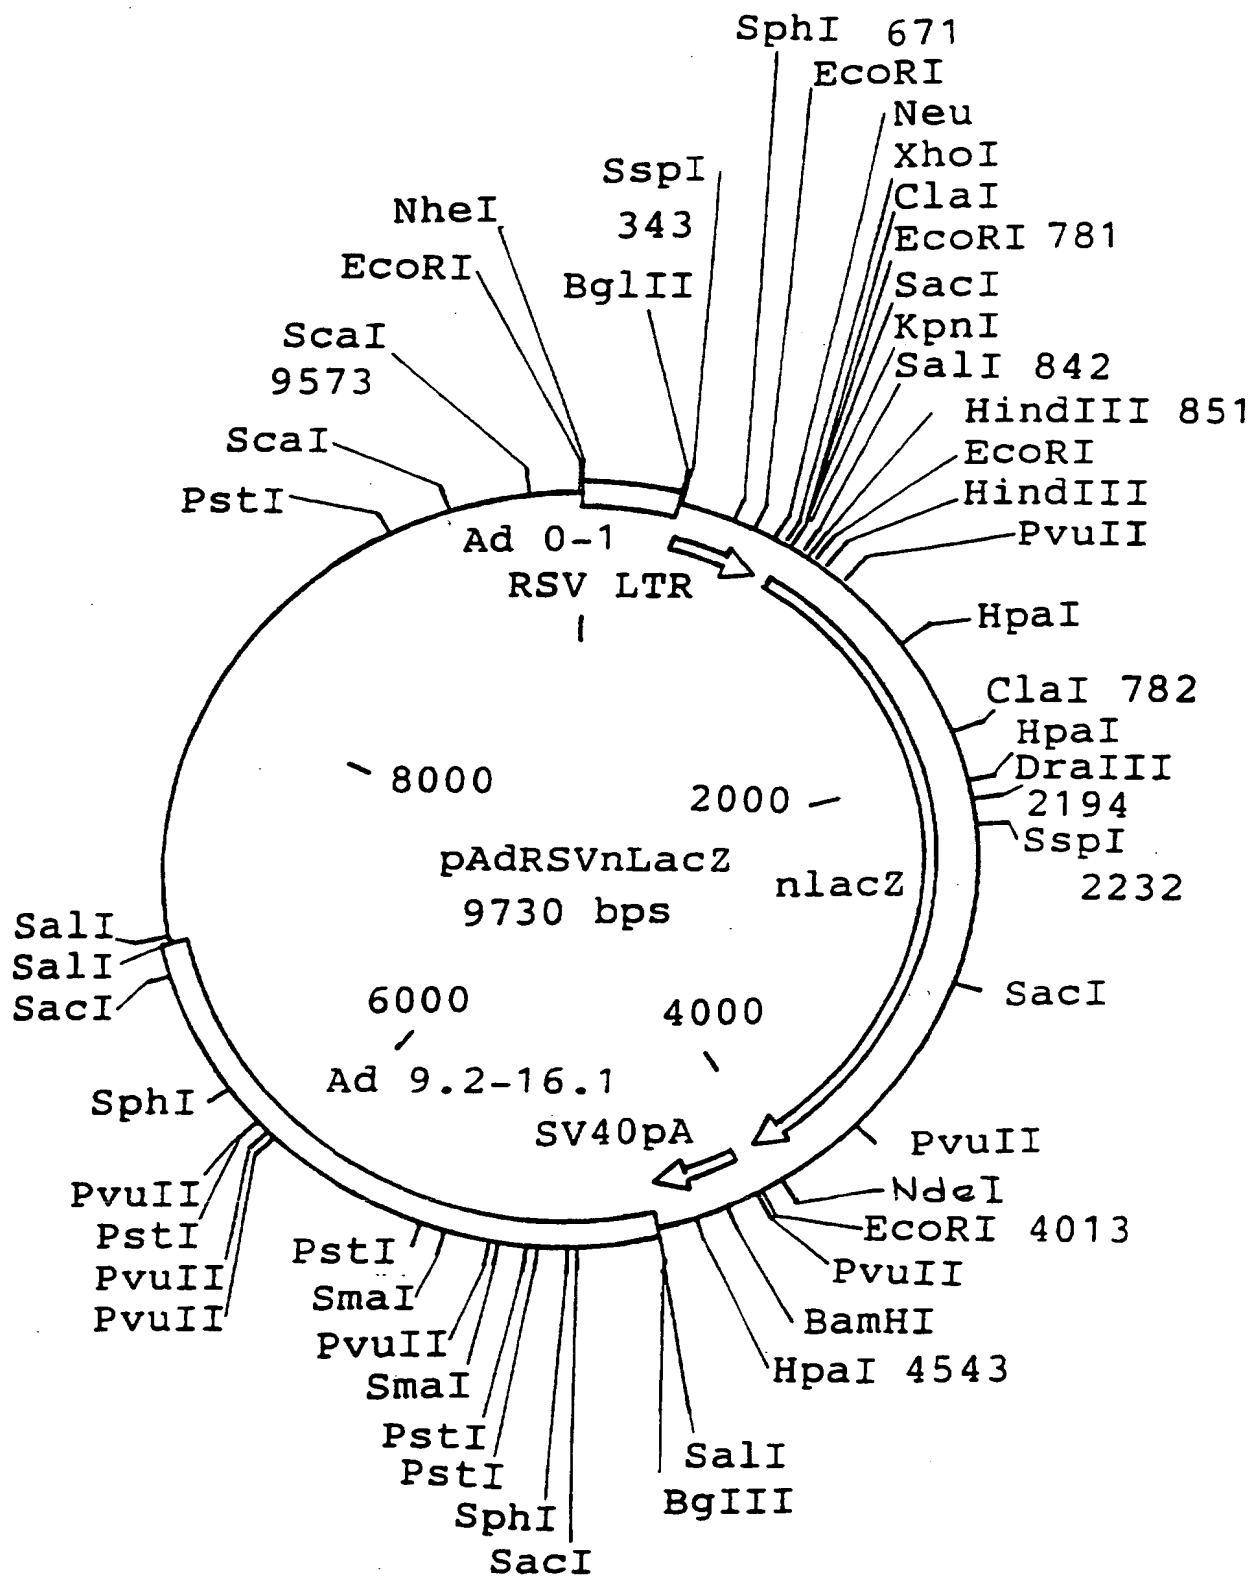 SphI 671
EcoRI
Neu
XhoI
ClaI
EcoRI 781
SacI
KpnI
SalI 842
HindIII 851
EcoRI
HindIII
PvuII
HpaI
ClaI 782
HpaI
DraIII
2194
SspI
2232
SacI
PvuII
NdeI
EcoRI 4013
PvuII
BamHI
HpaI 4543
SalI
BgIII
SacI
SphI
PstI
PstI
SmaI
PvuII
SmaI
PstI
PvuII
PvuII
PstI
PvuII
SphI
SacI
SalI
SalI
PstI
ScaI
ScaI
9573
EcoRI
NheI
BglII
SspI
343
Ad 0-1
RSV LTR
8000
2000
pAdRSVnLacZ
9730 bps
nlacZ
6000
4000
Ad 9.2-16.1
SV40pA